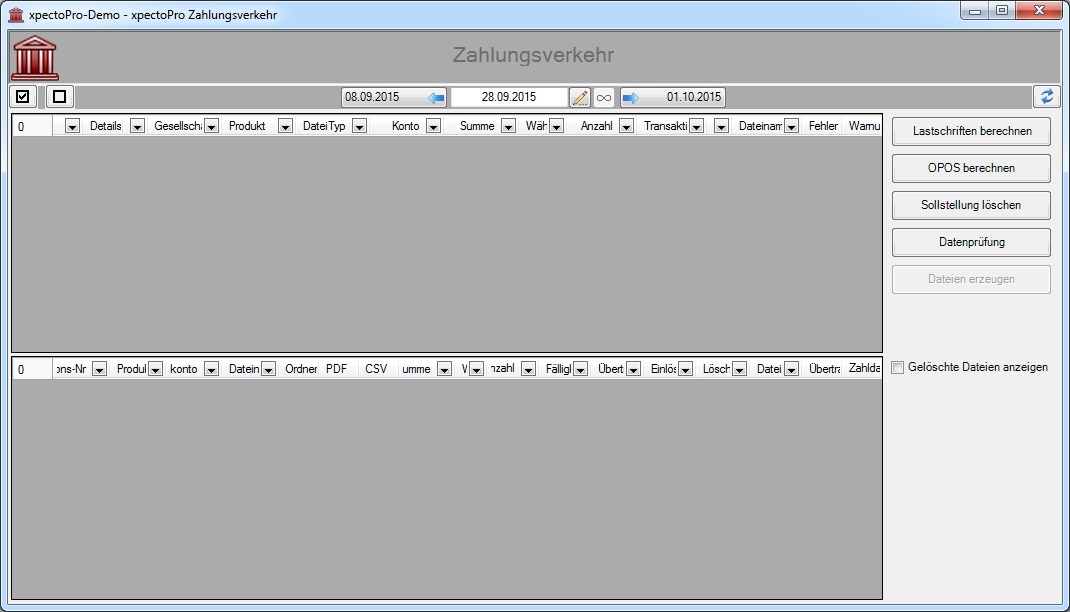 xpectoPro-Demo - xpectoPro Zahlungsverkehr
Zahlungsverkehr
08.09.2015 28.09.2015 01.10.2015
0 Details Gesellscha Produkt DateiTyp Konto Summe Wäh Anzahl Transakti Dateinam Fehler Warnu
Lastschriften berechnen
OPOS berechnen
Sollstellung löschen
Datenprüfung
Dateien erzeugen
0 ons-Nr Produl konto Datein Ordner PDF CSV umme nzahl Fälligl Übert Einlös Lösch Datei Übertra Zahlda
Gelöschte Dateien anzeigen